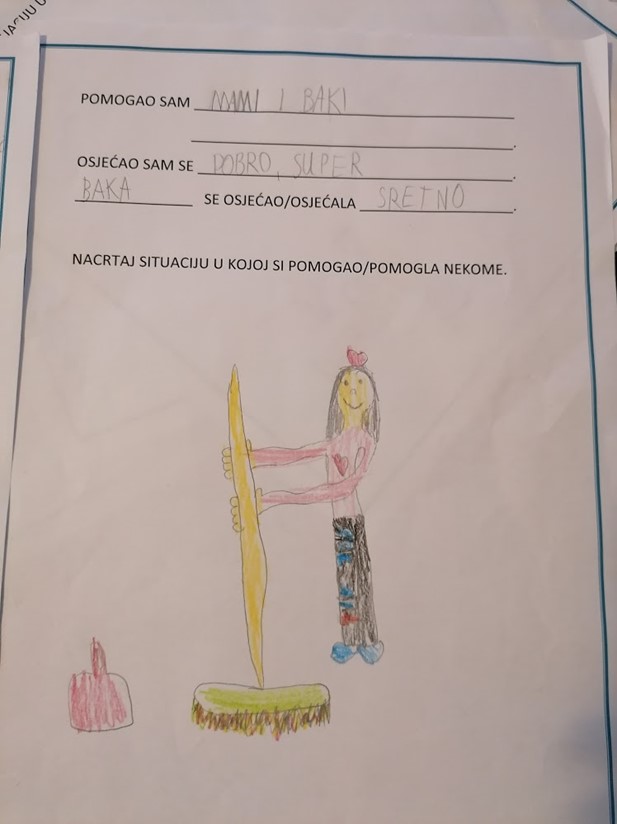 POMOGAO SAM MAMI I BAKI
.
OSJEĆAO SAM SE DOBRO, SUPER.
BAKA SE OSJEĆAO/OSJEĆALA SRETNO.
NACRTAJ SITUACIJU U KOJOJ SI POMOGAO/POMOGLA NEKOME.